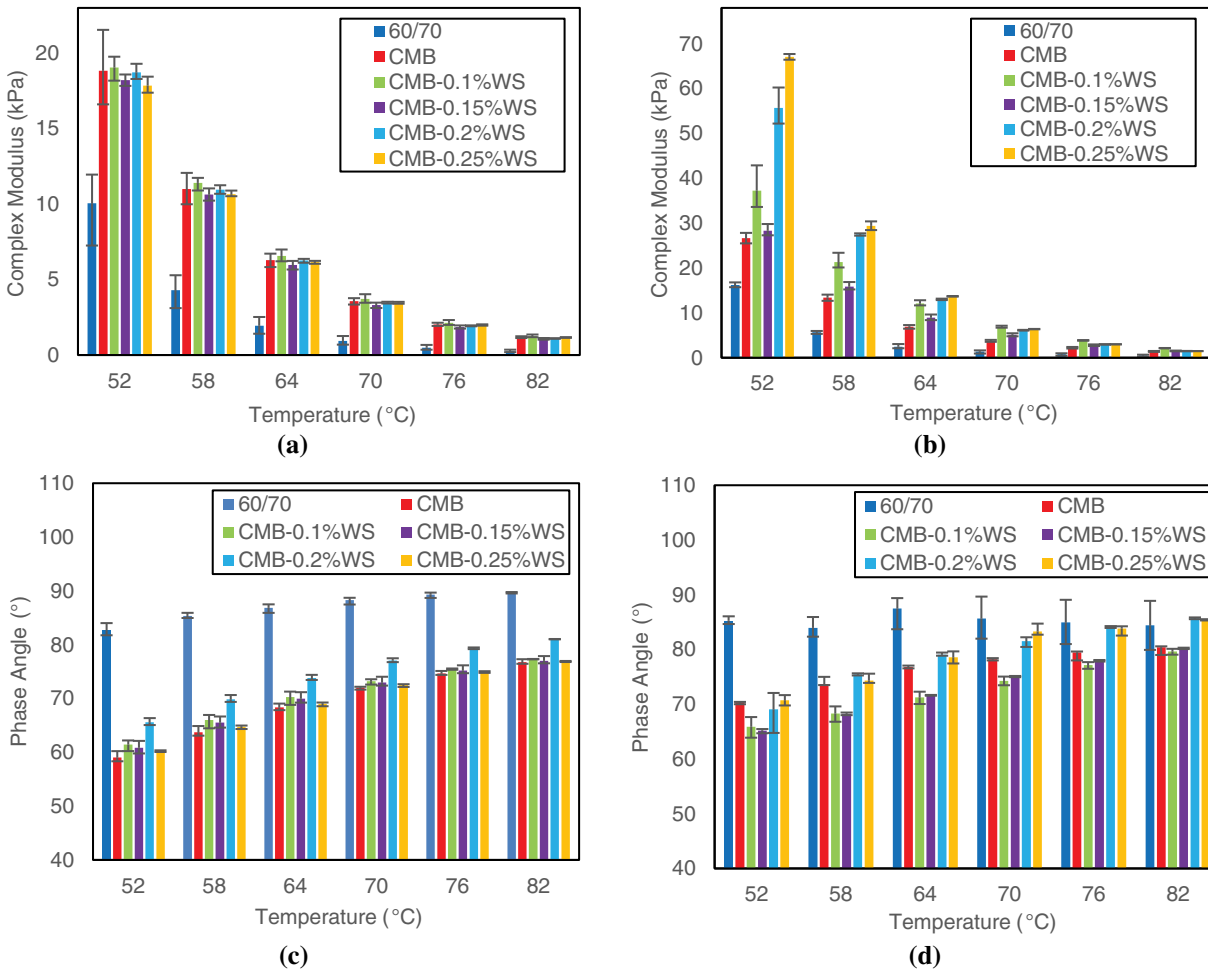 Complex Modulus (kPa)
20
15
10
5
0
60/70
CMB
CMB-0.1%WS
CMB-0.15%WS
CMB-0.2%WS
CMB-0.25%WS
52 58 64 70 76 82
Temperature (°C)
(a)
Complex Modulus (kPa)
70
60
50
40
30
20
10
0
60/70
CMB
CMB-0.1%WS
CMB-0.15%WS
CMB-0.2%WS
CMB-0.25%WS
52 58 64 70 76 82
Temperature (°C)
(b)
Phase Angle (°)
110
100
90
80
70
60
50
40
60/70 CMB
CMB-0.1%WS CMB-0.15%WS
CMB-0.2%WS CMB-0.25%WS
52 58 64 70 76 82
Temperature (°C)
(c)
Phase Angle (°)
110
100
90
80
70
60
50
40
60/70 CMB
CMB-0.1%WS CMB-0.15%WS
CMB-0.2%WS CMB-0.25%WS
52 58 64 70 76 82
Temperature (°C)
(d)